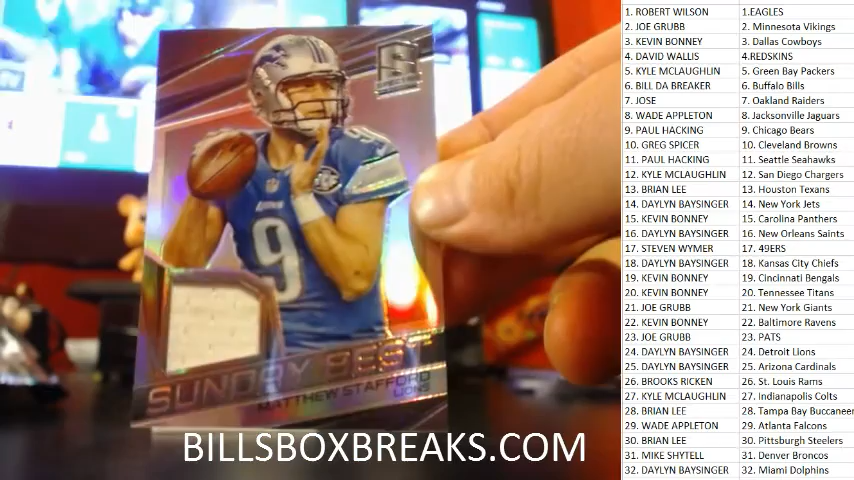 9
9
SUNDAY BEST
MATTHEW STAFFORD
LIONS
BILLSBOXBREAKS.COM
1. ROBERT WILSON 1.EAGLES
2. JOE GRUBB 2. Minnesota Vikings
3. KEVIN BONNEY 3. Dallas Cowboys
4. DAVID WALLIS 4.REDSKINS
5. KYLE MCLAUGHLIN 5. Green Bay Packers
6. BILL DA BREAKER 6. Buffalo Bills
7. JOSE 7. Oakland Raiders
8. WADE APPLETON 8. Jacksonville Jaguars
9. PAUL HACKING 9. Chicago Bears
10. GREG SPICER 10. Cleveland Browns
11. PAUL HACKING 11. Seattle Seahawks
12. KYLE MCLAUGHLIN 12. San Diego Chargers
13. BRIAN LEE 13. Houston Texans
14. DAYLYN BAYSINGER 14. New York Jets
15. KEVIN BONNEY 15. Carolina Panthers
16. DAYLYN BAYSINGER 16. New Orleans Saints
17. STEVEN WYMER 17. 49ERS
18. DAYLYN BAYSINGER 18. Kansas City Chiefs
19. KEVIN BONNEY 19. Cincinnati Bengals
20. KEVIN BONNEY 20. Tennessee Titans
21. JOE GRUBB 21. New York Giants
22. KEVIN BONNEY 22. Baltimore Ravens
23. JOE GRUBB 23. PATS
24. DAYLYN BAYSINGER 24. Detroit Lions
25. DAYLYN BAYSINGER 25. Arizona Cardinals
26. BROOKS RICKEN 26. St. Louis Rams
27. KYLE MCLAUGHLIN 27. Indianapolis Colts
28. BRIAN LEE 28. Tampa Bay Buccaneer
29. WADE APPLETON 29. Atlanta Falcons
30. BRIAN LEE 30. Pittsburgh Steelers
31. MIKE SHYTELL 31. Denver Broncos
32. DAYLYN BAYSINGER 32. Miami Dolphins